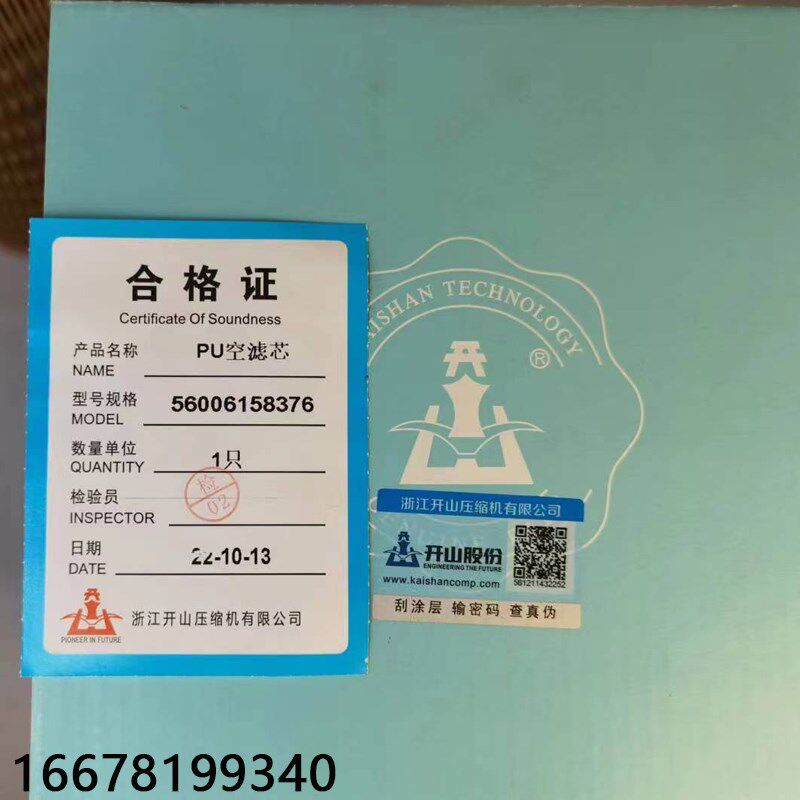 合格证
Certificate Of Soundness
产品名称 PU空滤芯
NAME
型号规格 56006158376
MODEL
数量单位 1只
QUANTITY
检验员 检
INSPECTOR 02
日期 22-10-13
DATE
PIONEER IN FUTURE
浙江开山压缩机有限公司
KAISHAN TECHNOLOGY
开
®
浙江开山压缩机有限公司
开山股份
ENGINEERING THE FUTURE
www.kaishancomp.com
561211432252
刮涂层 输密码 查真伪
16678199340